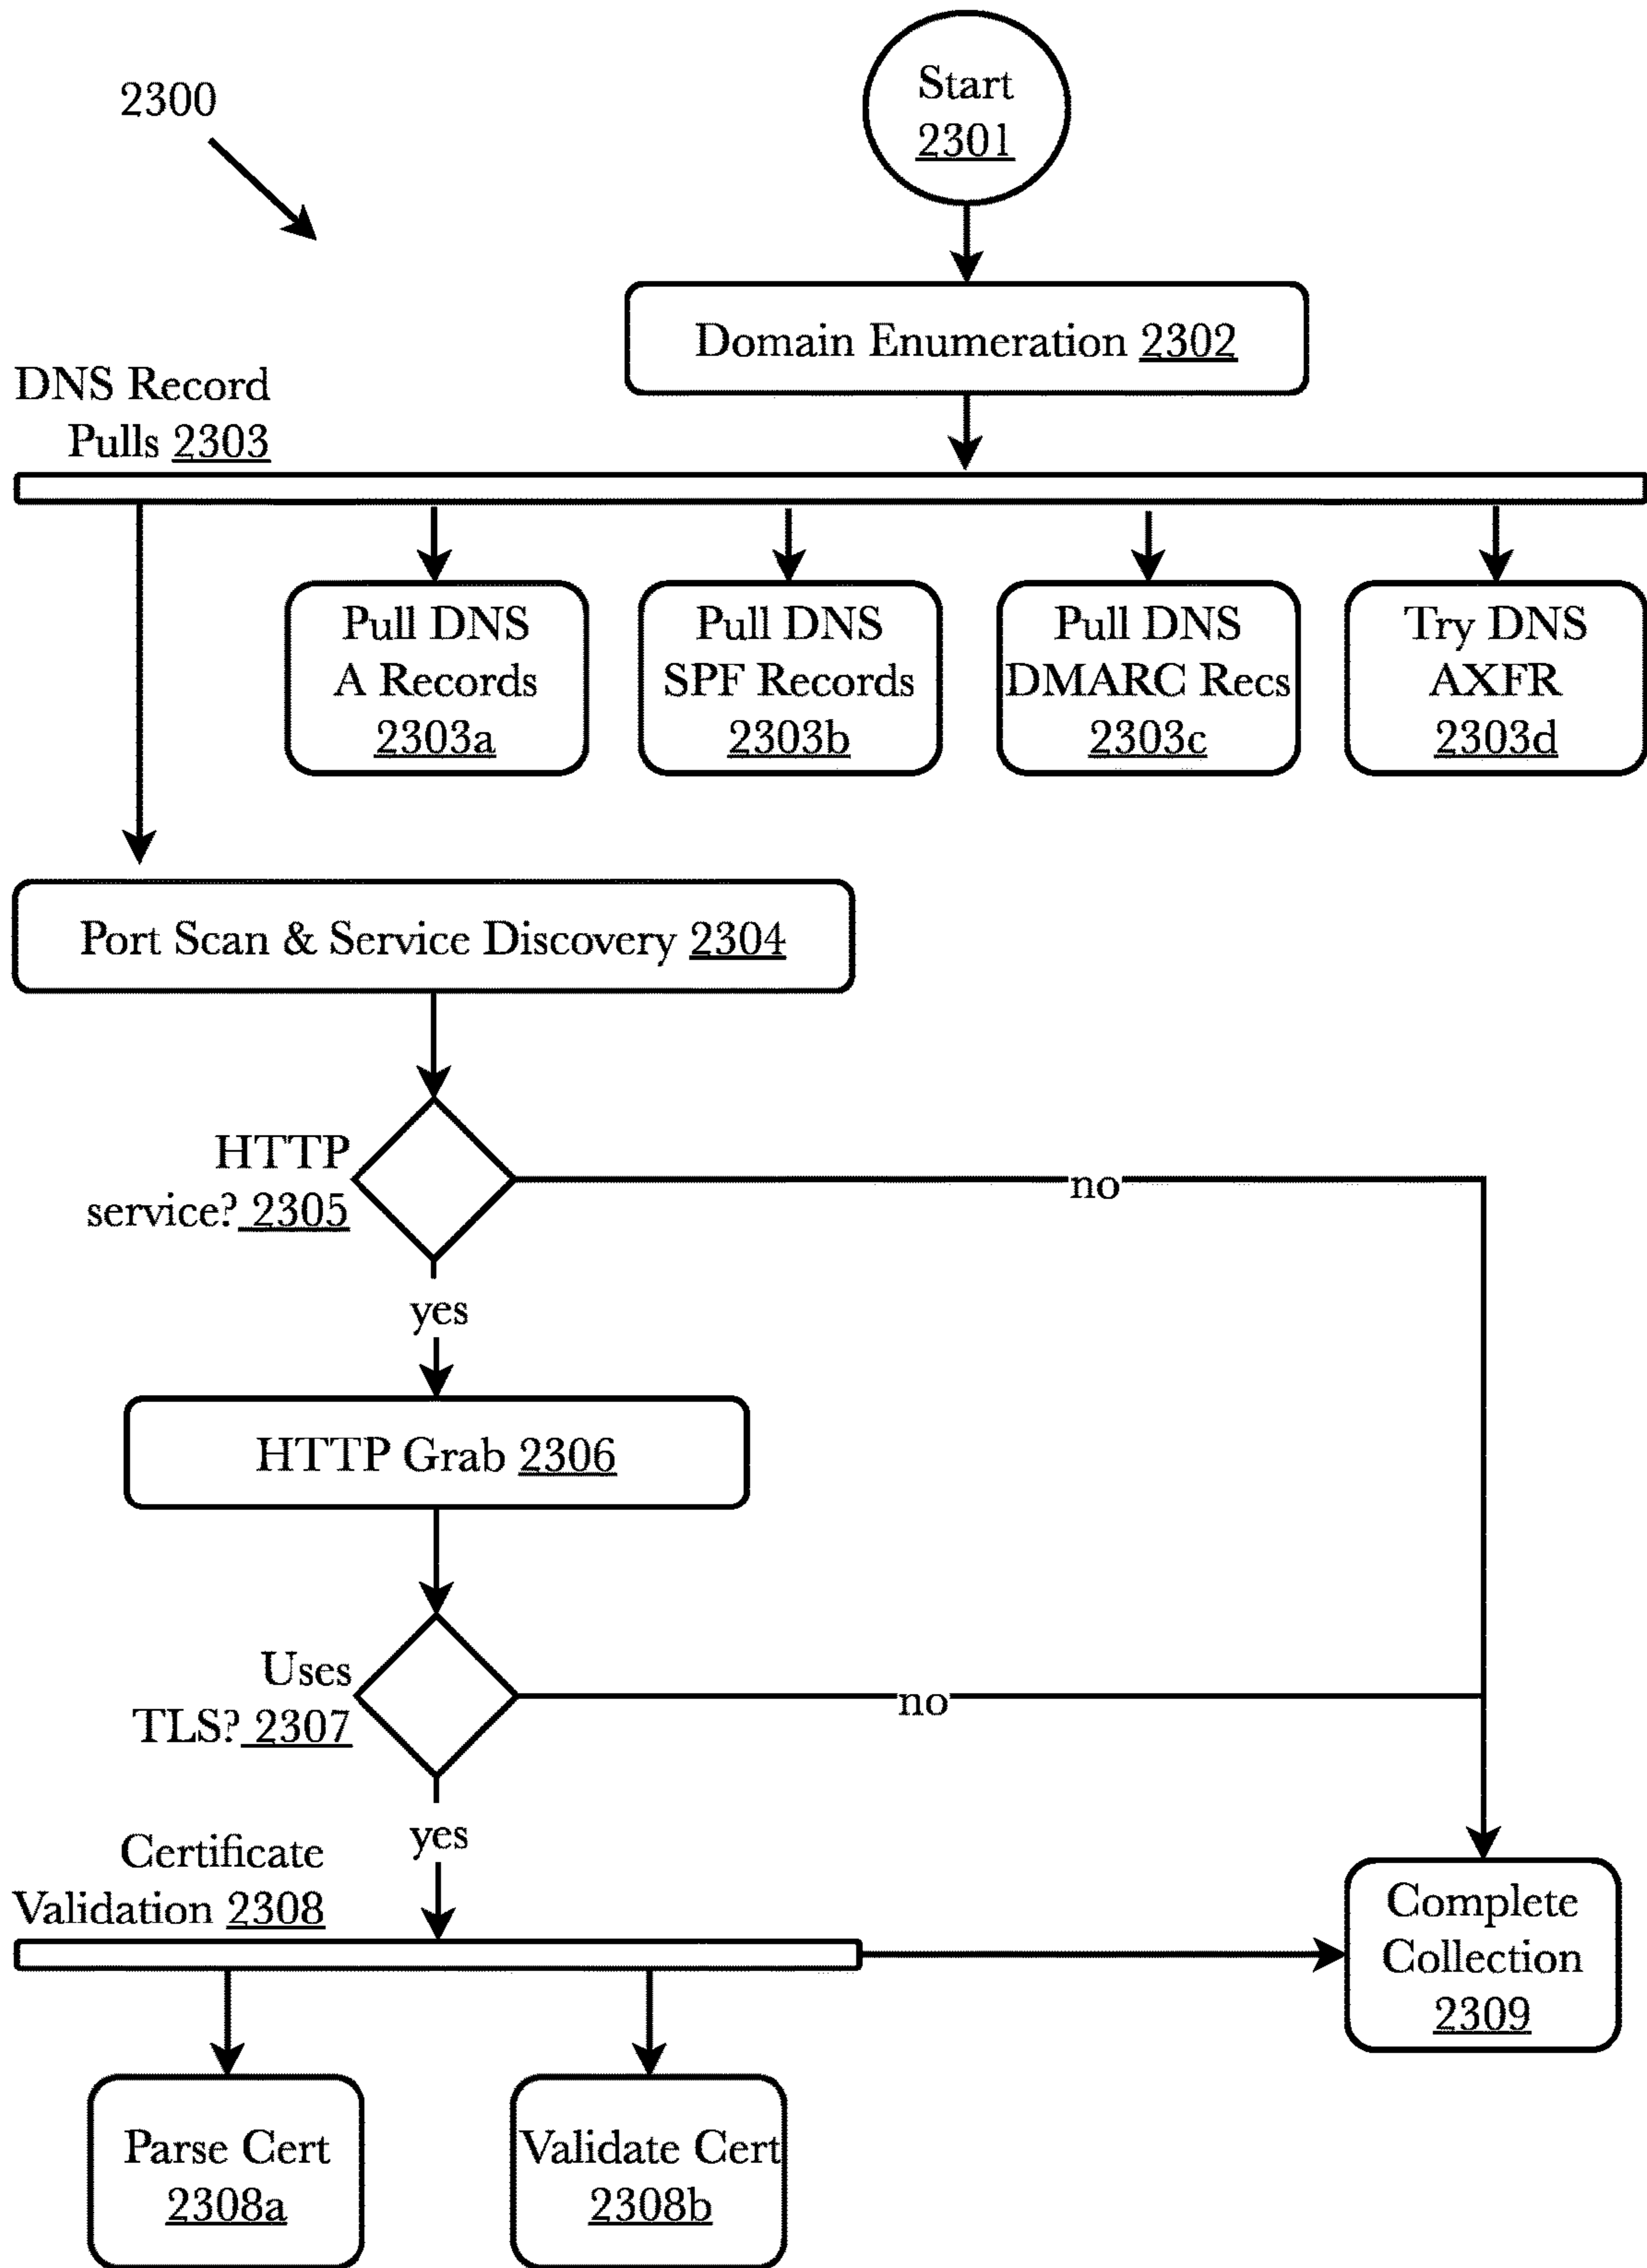 2300
Start
2301
Domain Enumeration 2302
DNS Record
Pulls 2303
Pull DNS
A Records
2303a
Pull DNS
SPF Records
2303b
Pull DNS
DMARC Recs
2303c
Try DNS
AXFR
2303d
Port Scan & Service Discovery 2304
HTTP
service? 2305
no
yes
HTTP Grab 2306
Uses
TLS? 2307
no
yes
Certificate
Validation 2308
Complete
Collection
2309
Parse Cert
2308a
Validate Cert
2308b